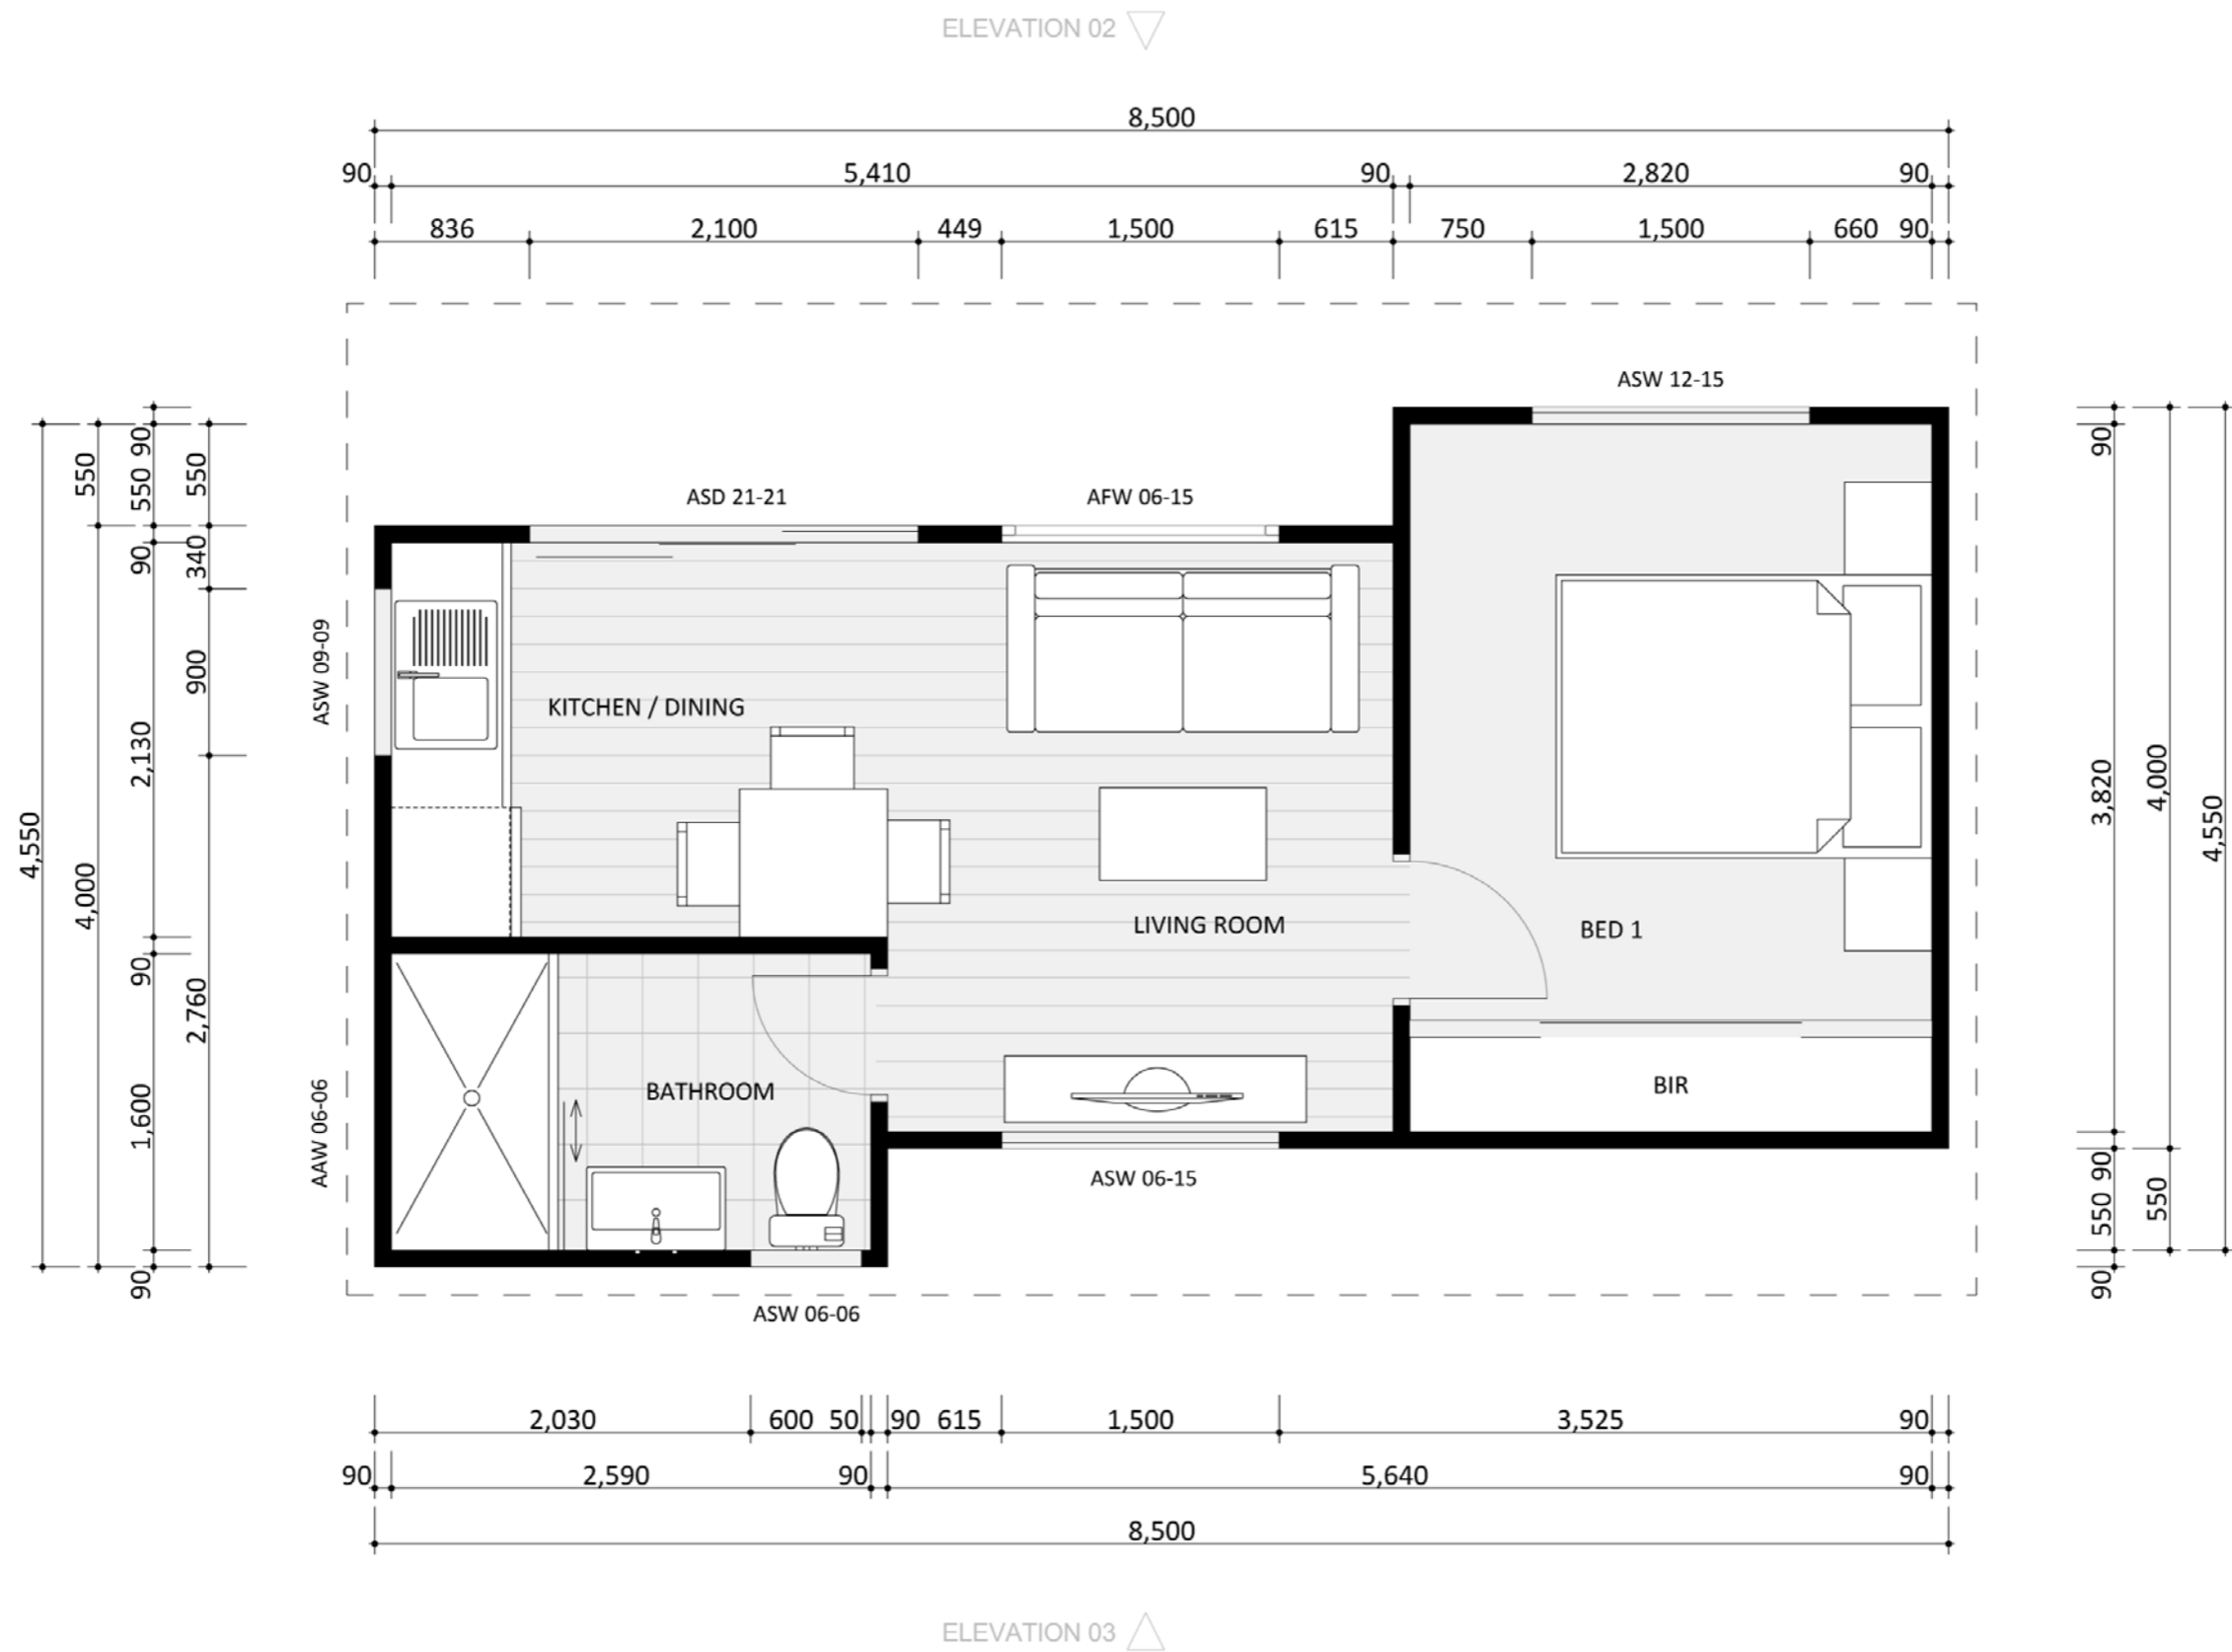 ELEVATION 02
8,500
90 5,410 90 2,820 90
836 2,100 449 1,500 615 750 1,500 660 90
ASW 12-15
ASD 21-21 AFW 06-15
4,550
550 4,000
90 550 90 2,130 90 1,600 90
550 340 900 2,760
ASW 09-09
AAW 06-06
KITCHEN / DINING
LIVING ROOM
BED 1
BATHROOM
BIR
ASW 06-15
ASW 06-06
90 3,820 90 550 90
4,000 550
4,550
2,030 600 50 90 615 1,500 3,525 90
90 2,590 90 5,640 90
8,500
ELEVATION 03